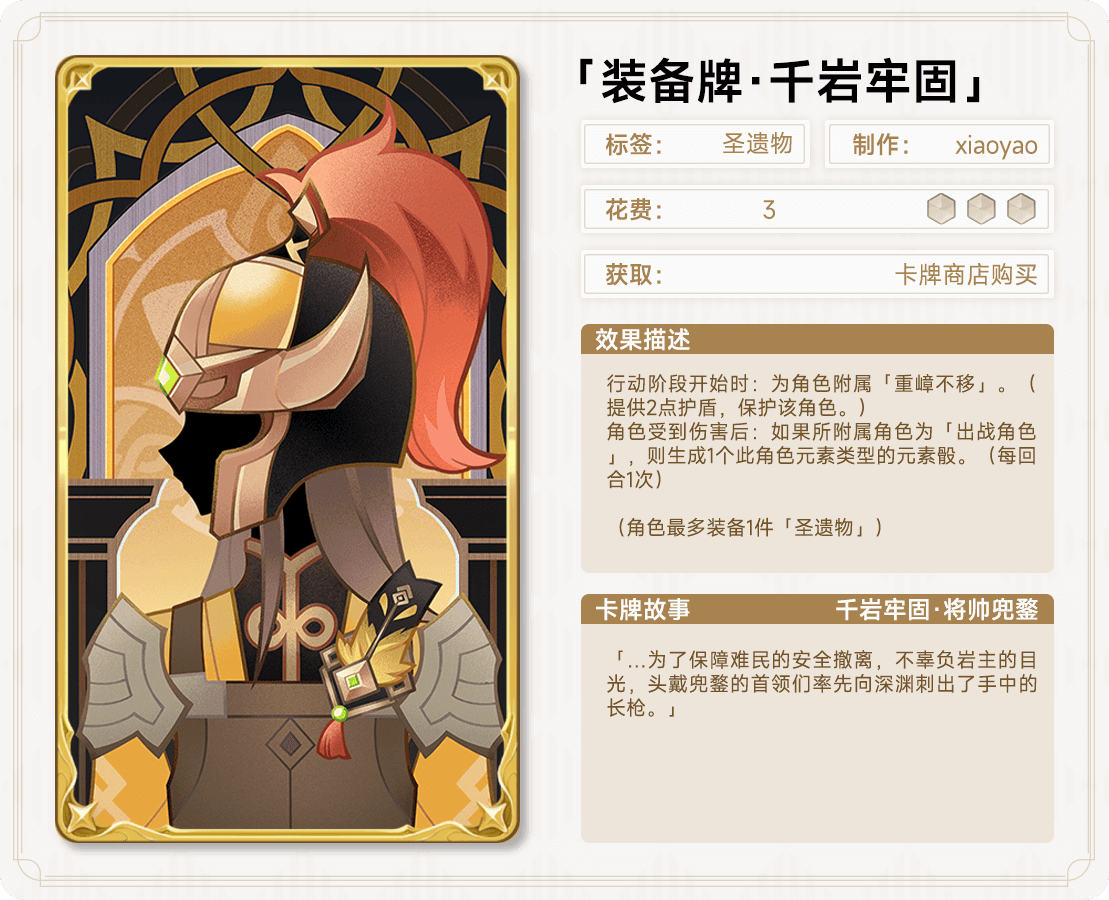 「装备牌·千岩牢固」
标签： 圣遗物
制作： xiaoyao
花费： 3
获取： 卡牌商店购买
效果描述
行动阶段开始时：为角色附属「重嶂不移」。（
提供2点护盾，保护该角色。）
角色受到伤害后：如果所附属角色为「出战角色
」，则生成1个此角色元素类型的元素骰。（每回
合1次）
（角色最多装备1件「圣遗物」）
卡牌故事 千岩牢固·将帅兜鍪
「...为了保障难民的安全撤离，不辜负岩主的目
光，头戴兜鍪的首领们率先向深渊刺出了手中的
长枪。」